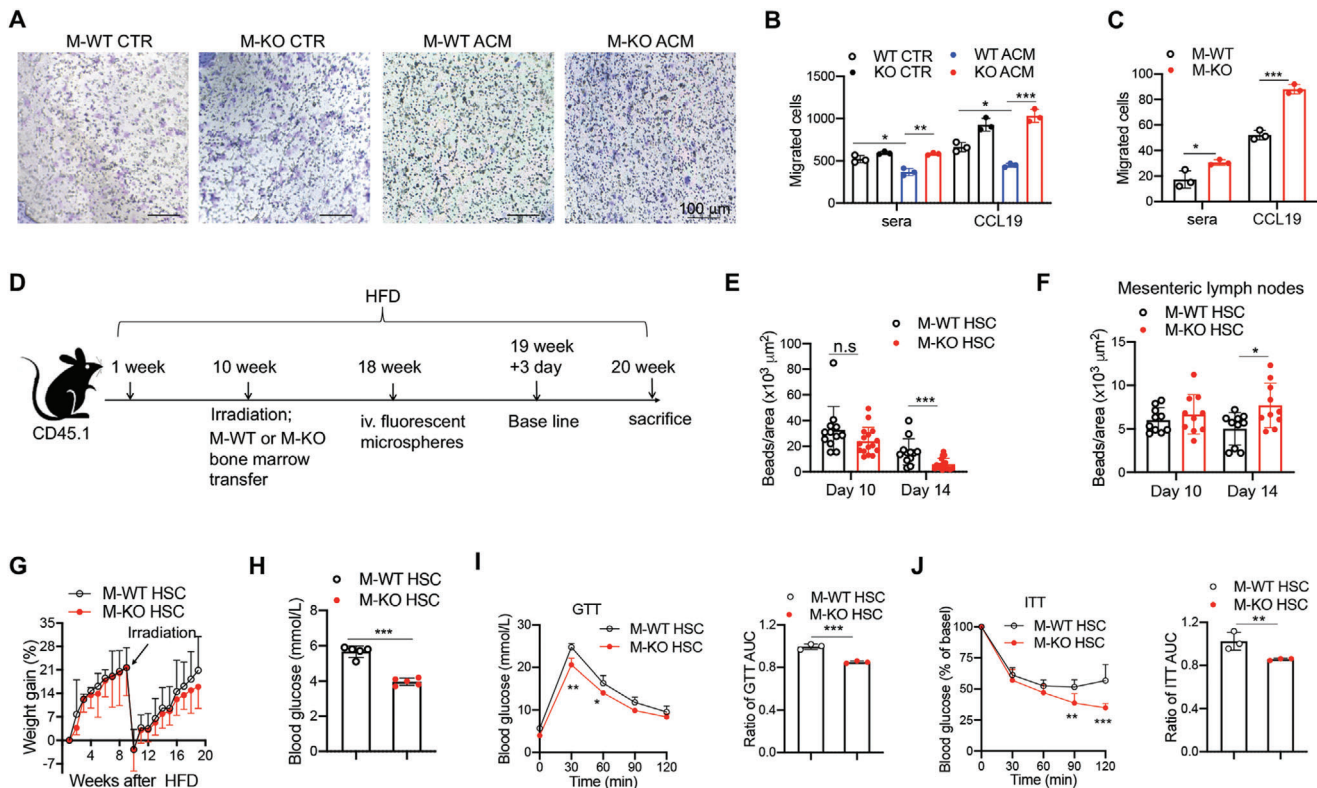 A
M-WT CTR
M-KO CTR
M-WT ACM
M-KO ACM
100 µm
B
WT CTR
KO CTR
WT ACM
KO ACM
Migrated cells
1500
1000
500
0
*
**
*
***
sera
CCL19
C
M-WT
M-KO
Migrated cells
100
80
60
40
20
0
*
***
sera
CCL19
D
HFD
1 week
10 week
18 week
19 week
+3 day
20 week
CD45.1
Irradiation;
M-WT or M-KO
bone marrow
transfer
iv. fluorescent
microspheres
Base line
sacrifice
E
M-WT HSC
M-KO HSC
Beads/area (x10³ µm²)
100
80
60
40
20
0
n.s
***
Day 10
Day 14
F
Mesenteric lymph nodes
M-WT HSC
M-KO HSC
Beads/area (x10³ µm²)
15
10
5
0
*
Day 10
Day 14
G
M-WT HSC
M-KO HSC
Irradiation
Weight gain (%)
35
28
21
14
7
0
-7
4
8
12
16
20
Weeks after HFD
H
M-WT HSC
M-KO HSC
Blood glucose (mmol/L)
8
6
4
2
0
***
I
GTT
M-WT HSC
M-KO HSC
Blood glucose (mmol/L)
30
20
10
0
**
*
0
30
60
90
120
Time (min)
M-WT HSC
M-KO HSC
Ratio of GTT AUC
1.2
0.8
0.4
0.0
***
J
ITT
M-WT HSC
M-KO HSC
Blood glucose (% of basel)
100
75
50
25
0
**
***
0
30
60
90
120
Time (min)
M-WT HSC
M-KO HSC
Ratio of ITT AUC
1.2
0.8
0.4
0.0
**